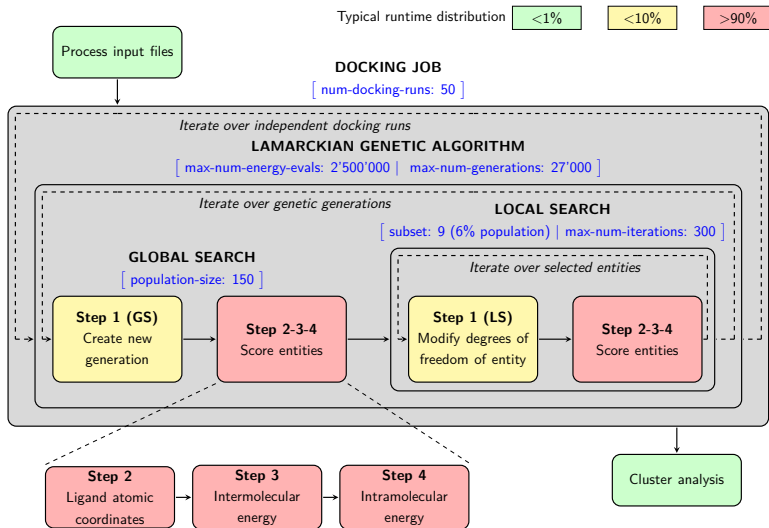 Typical runtime distribution <1% <10% >90%
Process input files
DOCKING JOB
[ num-docking-runs: 50 ]
Iterate over independent docking runs
LAMARCKIAN GENETIC ALGORITHM
[ max-num-energy-evals: 2'500'000 | max-num-generations: 27'000 ]
Iterate over genetic generations
LOCAL SEARCH
[ subset: 9 (6% population) | max-num-iterations: 300 ]
GLOBAL SEARCH
[ population-size: 150 ]
Iterate over selected entities
Step 1 (GS)
Create new
generation
Step 2-3-4
Score entities
Step 1 (LS)
Modify degrees of
freedom of entity
Step 2-3-4
Score entities
Step 2
Ligand atomic
coordinates
Step 3
Intermolecular
energy
Step 4
Intramolecular
energy
Cluster analysis